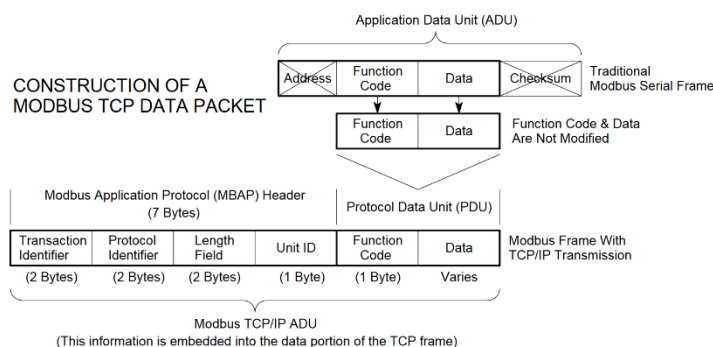 Application Data Unit (ADU)
CONSTRUCTION OF A
MODBUS TCP DATA PACKET
Address
Function
Code
Data
Checksum
Traditional
Modbus Serial Frame
Function
Code
Data
Function Code & Data
Are Not Modified
Modbus Application Protocol (MBAP) Header
(7 Bytes)
Protocol Data Unit (PDU)
Transaction
Identifier
Protocol
Identifier
Length
Field
Unit ID
Function
Code
Data
Modbus Frame With
TCP/IP Transmission
(2 Bytes)
(2 Bytes)
(2 Bytes)
(1 Byte)
(1 Byte)
Varies
Modbus TCP/IP ADU
(This information is embedded into the data portion of the TCP frame)